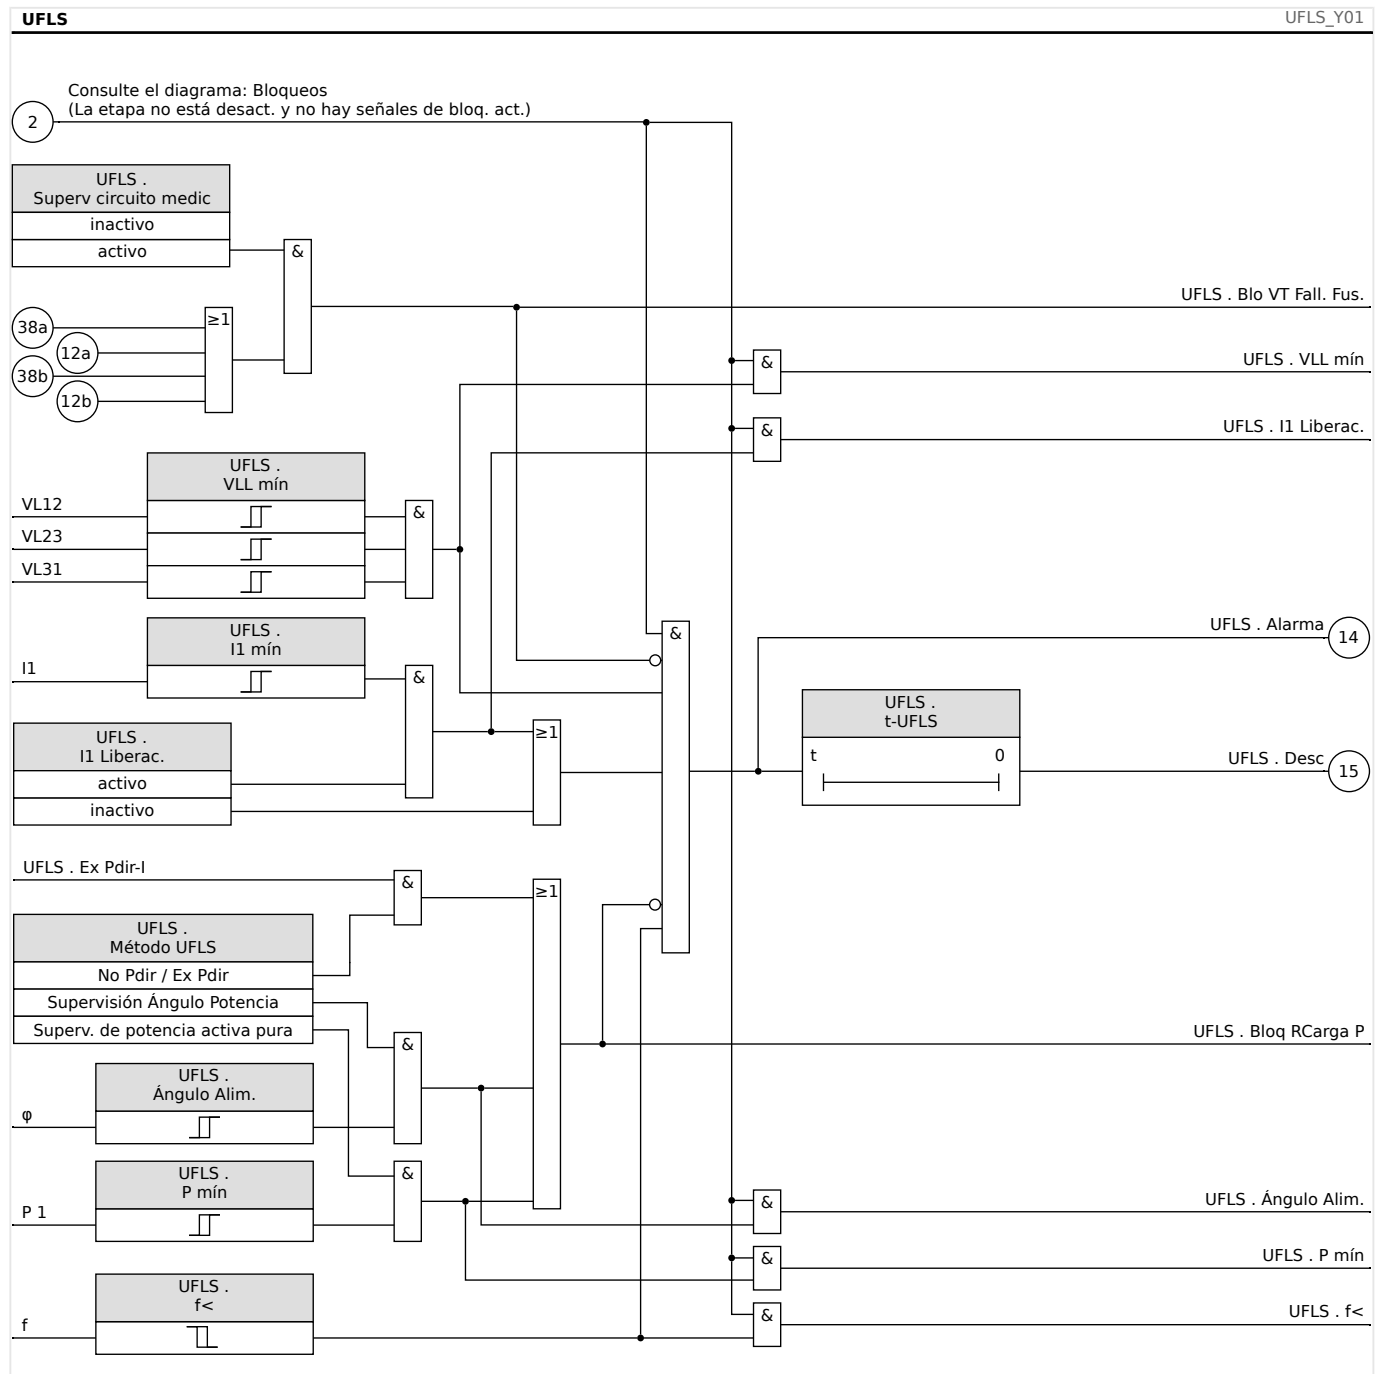 UFLS
UFLS_Y01
Consulte el diagrama: Bloqueos
(La etapa no está desact. y no hay señales de bloq. act.)
2
UFLS .
Superv circuito medic
inactivo
activo
&
UFLS . Blo VT Fall. Fus.
38a
12a
38b
12b
≥1
&
UFLS . VLL mín
&
UFLS . I1 Liberac.
UFLS .
VLL mín
VL12
VL23
VL31
&
UFLS .
I1 mín
I1
&
UFLS .
I1 Liberac.
activo
inactivo
≥1
&
UFLS . Alarma
14
UFLS .
t-UFLS
t
0
UFLS . Desc
15
UFLS . Ex Pdir-I
&
≥1
UFLS .
Método UFLS
No Pdir / Ex Pdir
Supervisión Ángulo Potencia
Superv. de potencia activa pura
&
UFLS . Bloq RCarga P
UFLS .
Ángulo Alim.
φ
UFLS .
P mín
P 1
&
&
UFLS . Ángulo Alim.
&
UFLS . P mín
UFLS .
f<
f
&
UFLS . f<